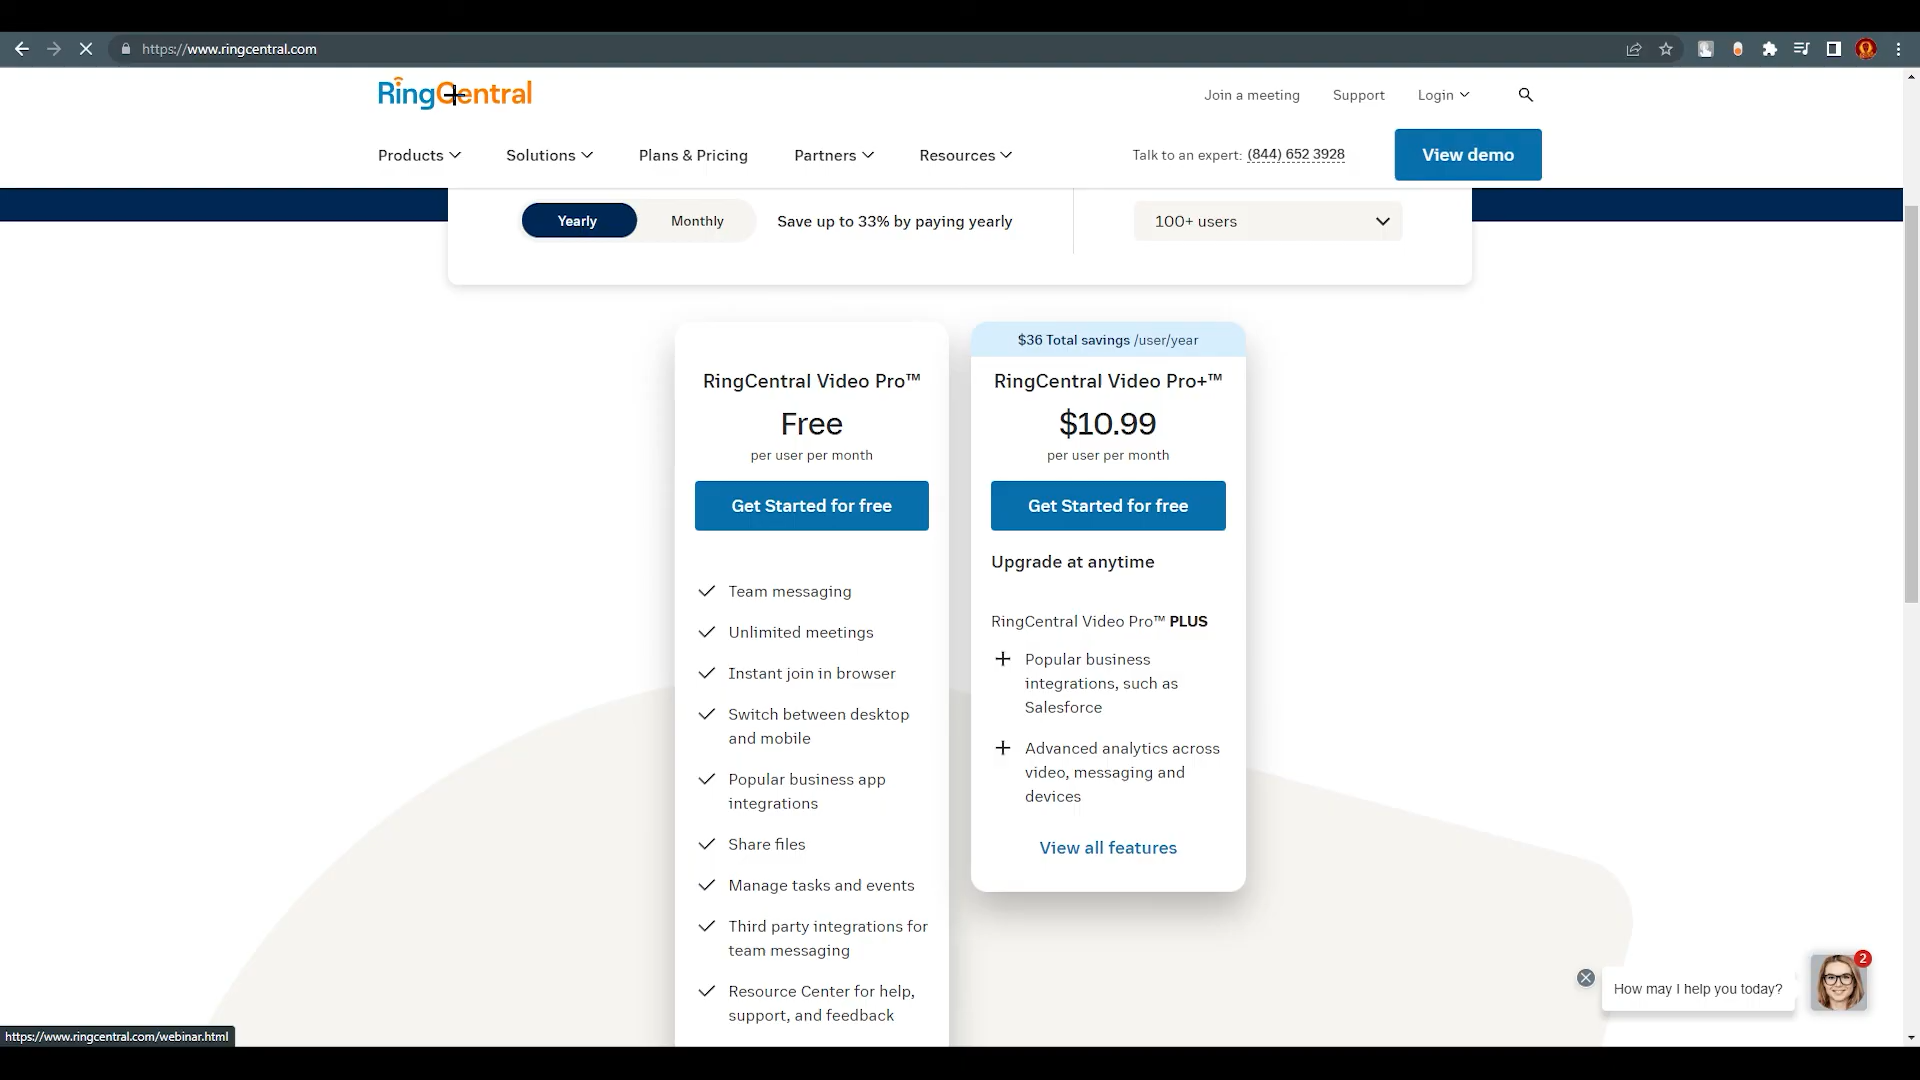 https://www.ringcentral.com
RingCentral
Join a meeting
Support
Login
Products
Solutions
Plans & Pricing
Partners
Resources
Talk to an expert: (844) 652 3928
View demo
Yearly
Monthly
Save up to 33% by paying yearly
100+ users
RingCentral Video Pro™
Free
per user per month
Get Started for free
Team messaging
Unlimited meetings
Instant join in browser
Switch between desktop
and mobile
Popular business app
integrations
Share files
Manage tasks and events
Third party integrations for
team messaging
Resource Center for help,
support, and feedback
$36 Total savings /user/year
RingCentral Video Pro+™
$10.99
per user per month
Get Started for free
Upgrade at anytime
RingCentral Video Pro™ PLUS
Popular business
integrations, such as
Salesforce
Advanced analytics across
video, messaging and
devices
View all features
2
How may I help you today?
https://www.ringcentral.com/webinar.html